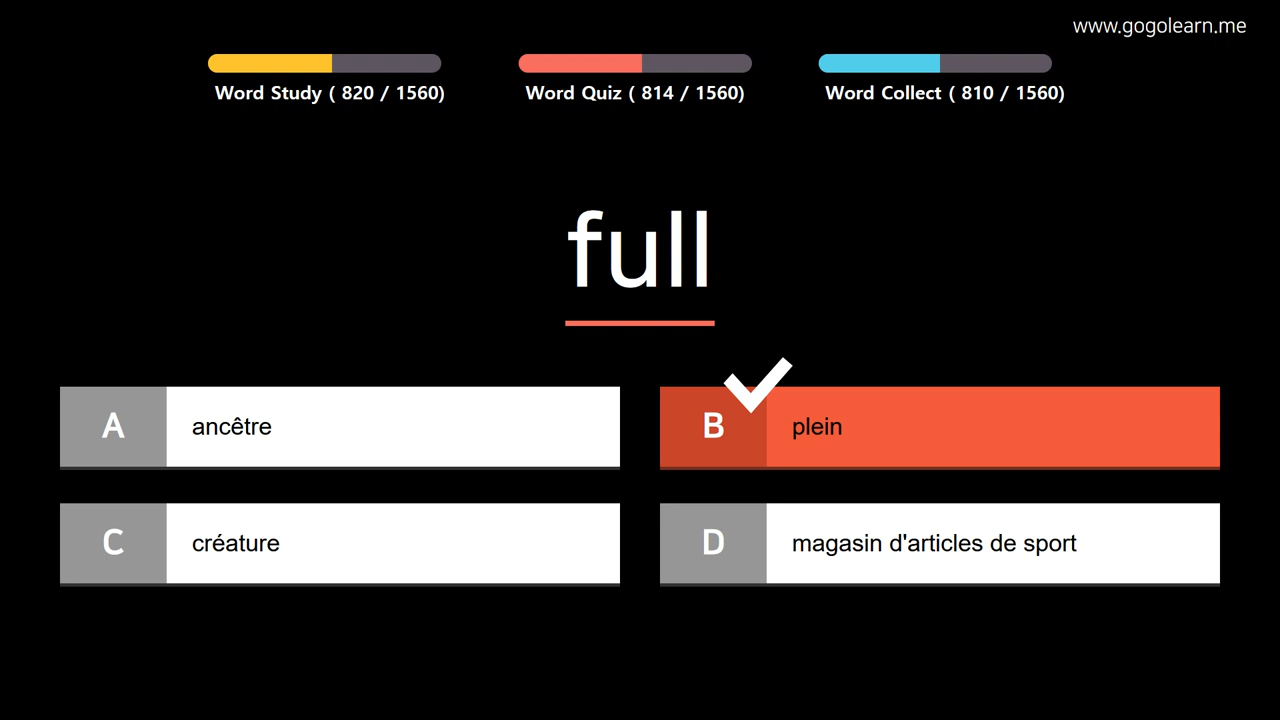 www.gogolearn.me
Word Study ( 820 / 1560)
Word Quiz ( 814 / 1560)
Word Collect ( 810 / 1560)
full
A ancêtre
B plein
C créature
D magasin d'articles de sport